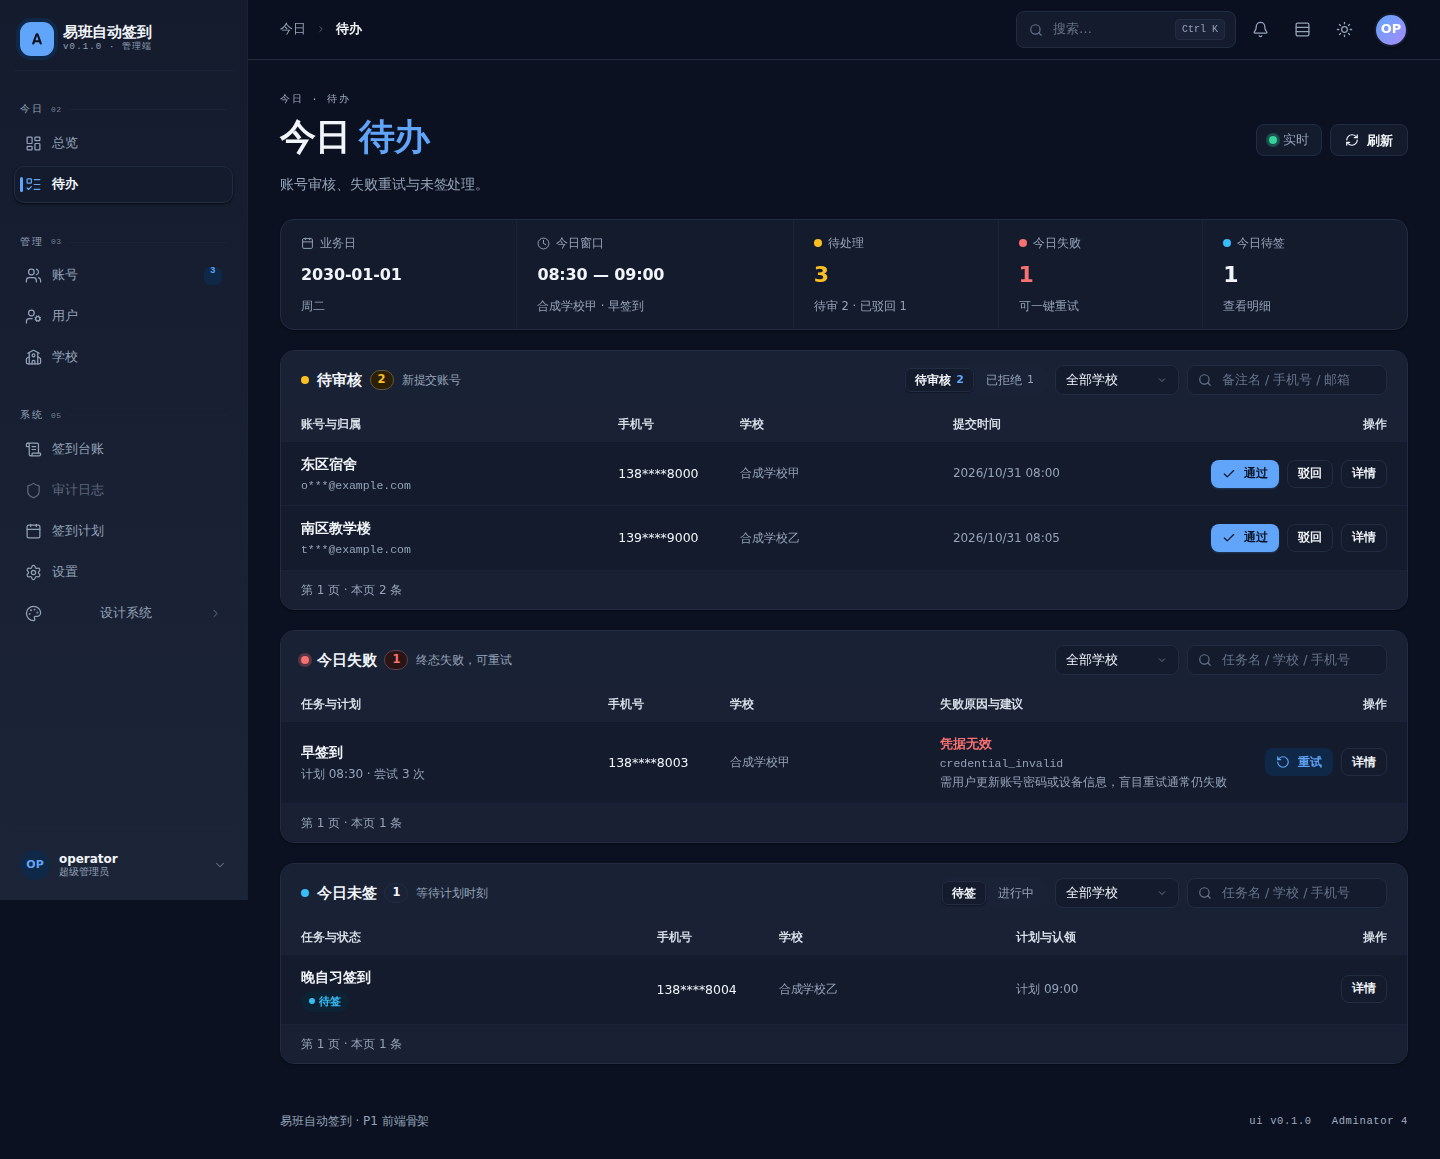 易班自动签到
v0.1.0 · 管理端
今日 02
总览
待办
管理 03
账号 3
用户
学校
系统 05
签到台账
审计日志
签到计划
设置
设计系统
OP
operator
超级管理员
今日 › 待办
搜索… Ctrl K
OP
今日 · 待办
今日 待办
账号审核、失败重试与未签处理。
实时 刷新
业务日
2030-01-01
周二
今日窗口
08:30 — 09:00
合成学校甲 · 早签到
待处理
3
待审 2 · 已驳回 1
今日失败
1
可一键重试
今日待签
1
查看明细
待审核 2 新提交账号
待审核 2 已拒绝 1 全部学校 备注名 / 手机号 / 邮箱
账号与归属 手机号 学校 提交时间 操作
东区宿舍
o***@example.com
138****8000 合成学校甲 2026/10/31 08:00 通过 驳回 详情
南区教学楼
t***@example.com
139****9000 合成学校乙 2026/10/31 08:05 通过 驳回 详情
第 1 页 · 本页 2 条
今日失败 1 终态失败，可重试
全部学校 任务名 / 学校 / 手机号
任务与计划 手机号 学校 失败原因与建议 操作
早签到
计划 08:30 · 尝试 3 次
138****8003 合成学校甲
凭据无效
credential_invalid
需用户更新账号密码或设备信息，盲目重试通常仍失败
重试 详情
第 1 页 · 本页 1 条
今日未签 1 等待计划时刻
待签 进行中 全部学校 任务名 / 学校 / 手机号
任务与状态 手机号 学校 计划与认领 操作
晚自习签到
待签
138****8004 合成学校乙 计划 09:00 详情
第 1 页 · 本页 1 条
易班自动签到 · P1 前端骨架
ui v0.1.0 Adminator 4